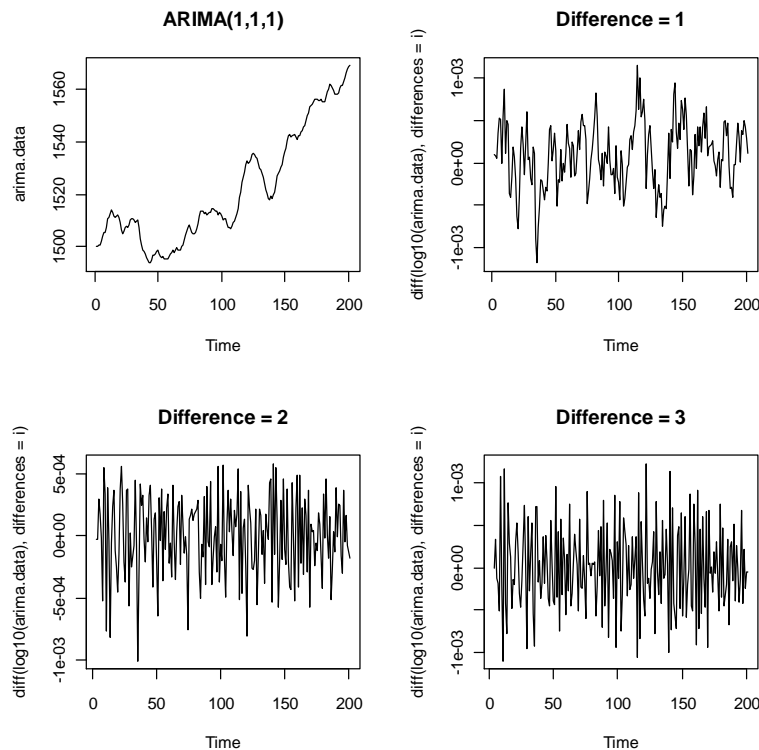 ARIMA(1,1,1)
arima.data
1500 1520 1540 1560
0 50 100 150 200
Time
Difference = 1
diff(log10(arima.data), differences = i)
-1e-03 0e+00 1e-03
0 50 100 150 200
Time
Difference = 2
diff(log10(arima.data), differences = i)
-1e-03 -5e-04 0e+00 5e-04
0 50 100 150 200
Time
Difference = 3
diff(log10(arima.data), differences = i)
-1e-03 0e+00 1e-03
0 50 100 150 200
Time